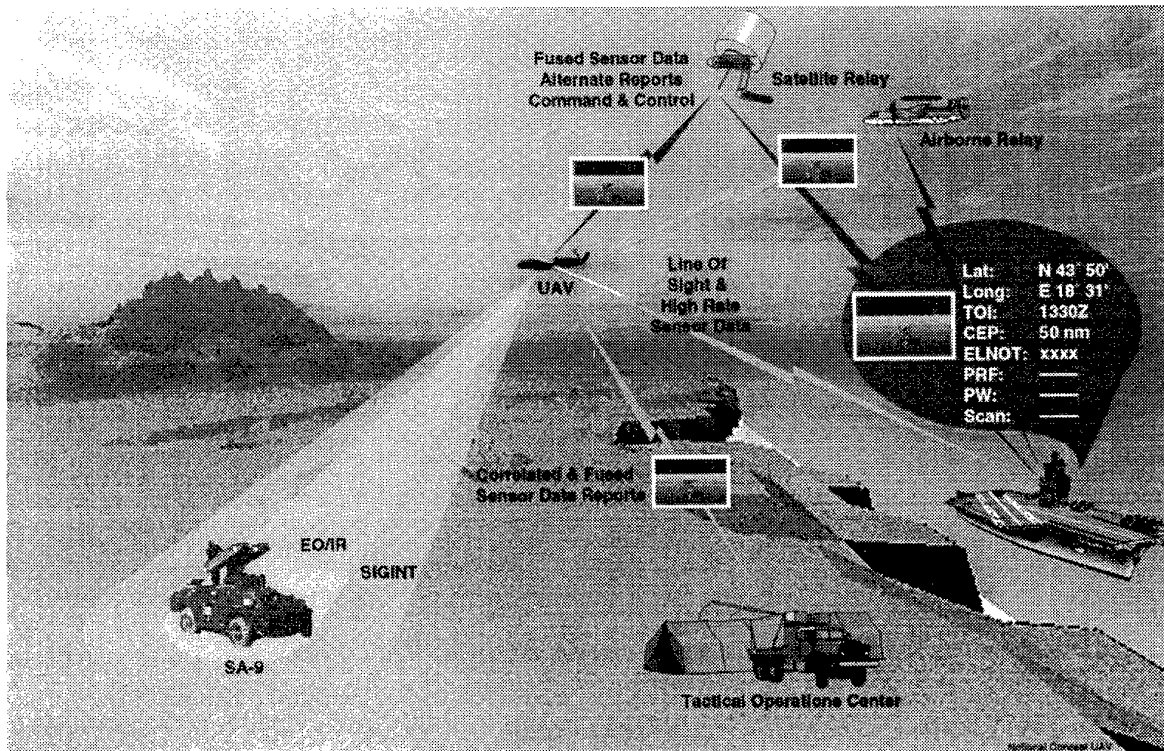 Fused Sensor Data
Alternate Reports
Command & Control
Satellite Relay
Airborne Relay
UAV
Line Of
Sight &
High Rate
Sensor Data
Lat: N 43° 50'
Long: E 18° 31'
TOI: 1330Z
CEP: 50 nm
ELNOT: xxxx
PRF:
PW:
Scan:
Correlated & Fused
Sensor Data Reports
EO/IR
SIGINT
SA-9
Tactical Operations Center
UAV